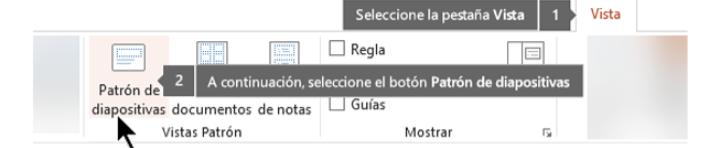 Seleccione la pestaña Vista 1 Vista
Regla
2 A continuación, seleccione el botón Patrón de diapositivas
Patrón de
diapositivas documentos de notas
Guías
Vistas Patrón
Mostrar